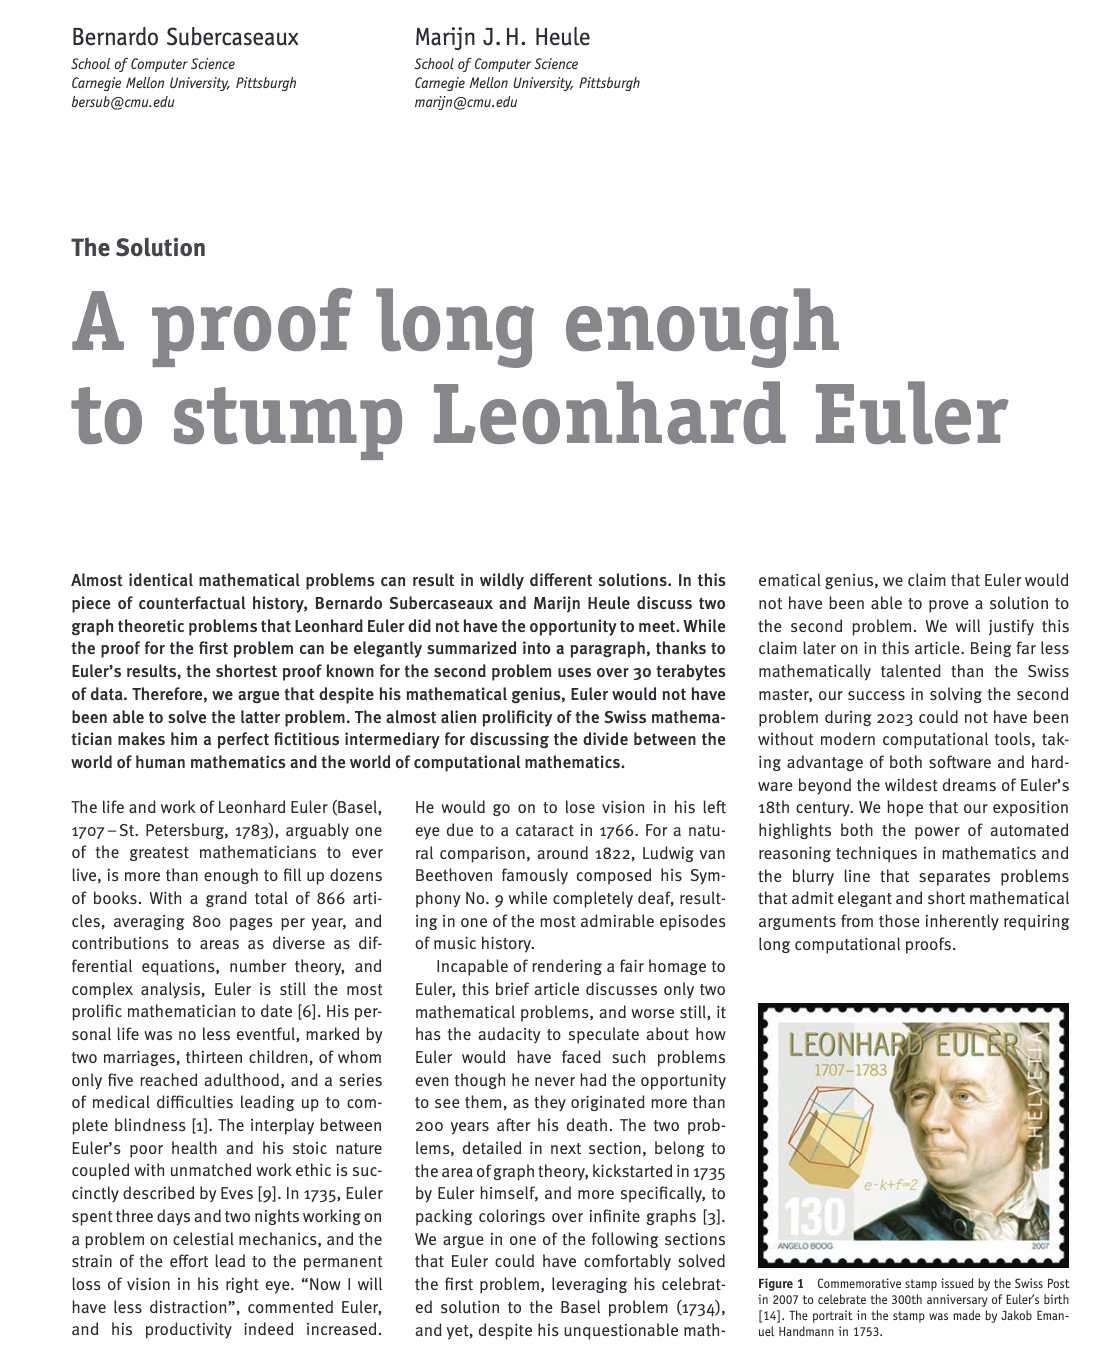 Bernardo Subercaseaux
School of Computer Science
Carnegie Mellon University, Pittsburgh
bersub@cmu.edu
Marijn J. H. Heule
School of Computer Science
Carnegie Mellon University, Pittsburgh
marijn@cmu.edu
The Solution
A proof long enough
to stump Leonhard Euler
Almost identical mathematical problems can result in wildly different solutions. In this
piece of counterfactual history, Bernardo Subercaseaux and Marijn Heule discuss two
graph theoretic problems that Leonhard Euler did not have the opportunity to meet. While
the proof for the first problem can be elegantly summarized into a paragraph, thanks to
Euler's results, the shortest proof known for the second problem uses over 30 terabytes
of data. Therefore, we argue that despite his mathematical genius, Euler would not have
been able to solve the latter problem. The almost alien prolificity of the Swiss mathema-
tician makes him a perfect fictitious intermediary for discussing the divide between the
world of human mathematics and the world of computational mathematics.
The life and work of Leonhard Euler (Basel,
1707 – St. Petersburg, 1783), arguably one
of the greatest mathematicians to ever
live, is more than enough to fill up dozens
of books. With a grand total of 866 arti-
cles, averaging 800 pages per year, and
contributions to areas as diverse as dif-
ferential equations, number theory, and
complex analysis, Euler is still the most
prolific mathematician to date [6]. His per-
sonal life was no less eventful, marked by
two marriages, thirteen children, of whom
only five reached adulthood, and a series
of medical difficulties leading up to com-
plete blindness [1]. The interplay between
Euler's poor health and his stoic nature
coupled with unmatched work ethic is suc-
cinctly described by Eves [9]. In 1735, Euler
spent three days and two nights working on
a problem on celestial mechanics, and the
strain of the effort lead to the permanent
loss of vision in his right eye. "Now I will
have less distraction", commented Euler,
and his productivity indeed increased.
He would go on to lose vision in his left
eye due to a cataract in 1766. For a natu-
ral comparison, around 1822, Ludwig van
Beethoven famously composed his Sym-
phony No. 9 while completely deaf, result-
ing in one of the most admirable episodes
of music history.
Incapable of rendering a fair homage to
Euler, this brief article discusses only two
mathematical problems, and worse still, it
has the audacity to speculate about how
Euler would have faced such problems
even though he never had the opportunity
to see them, as they originated more than
200 years after his death. The two prob-
lems, detailed in next section, belong to
the area of graph theory, kickstarted in 1735
by Euler himself, and more specifically, to
packing colorings over infinite graphs [3].
We argue in one of the following sections
that Euler could have comfortably solved
the first problem, leveraging his celebrat-
ed solution to the Basel problem (1734),
and yet, despite his unquestionable math-
ematical genius, we claim that Euler would
not have been able to prove a solution to
the second problem. We will justify this
claim later on in this article. Being far less
mathematically talented than the Swiss
master, our success in solving the second
problem during 2023 could not have been
without modern computational tools, tak-
ing advantage of both software and hard-
ware beyond the wildest dreams of Euler's
18th century. We hope that our exposition
highlights both the power of automated
reasoning techniques in mathematics and
the blurry line that separates problems
that admit elegant and short mathematical
arguments from those inherently requiring
long computational proofs.
LEONHARD EULER
1707–1783
HELVETIA
e-k+f=2
130
ANGELO BOOG
2007
Figure 1 Commemorative stamp issued by the Swiss Post
in 2007 to celebrate the 300th anniversary of Euler's birth
[14]. The portrait in the stamp was made by Jakob Eman-
uel Handmann in 1753.